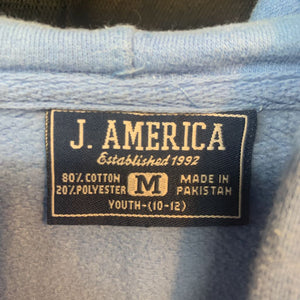 J. AMERICA
Established 1992
80% COTTON M MADE IN
20% POLYESTER PAKISTAN
YOUTH-(10-12)